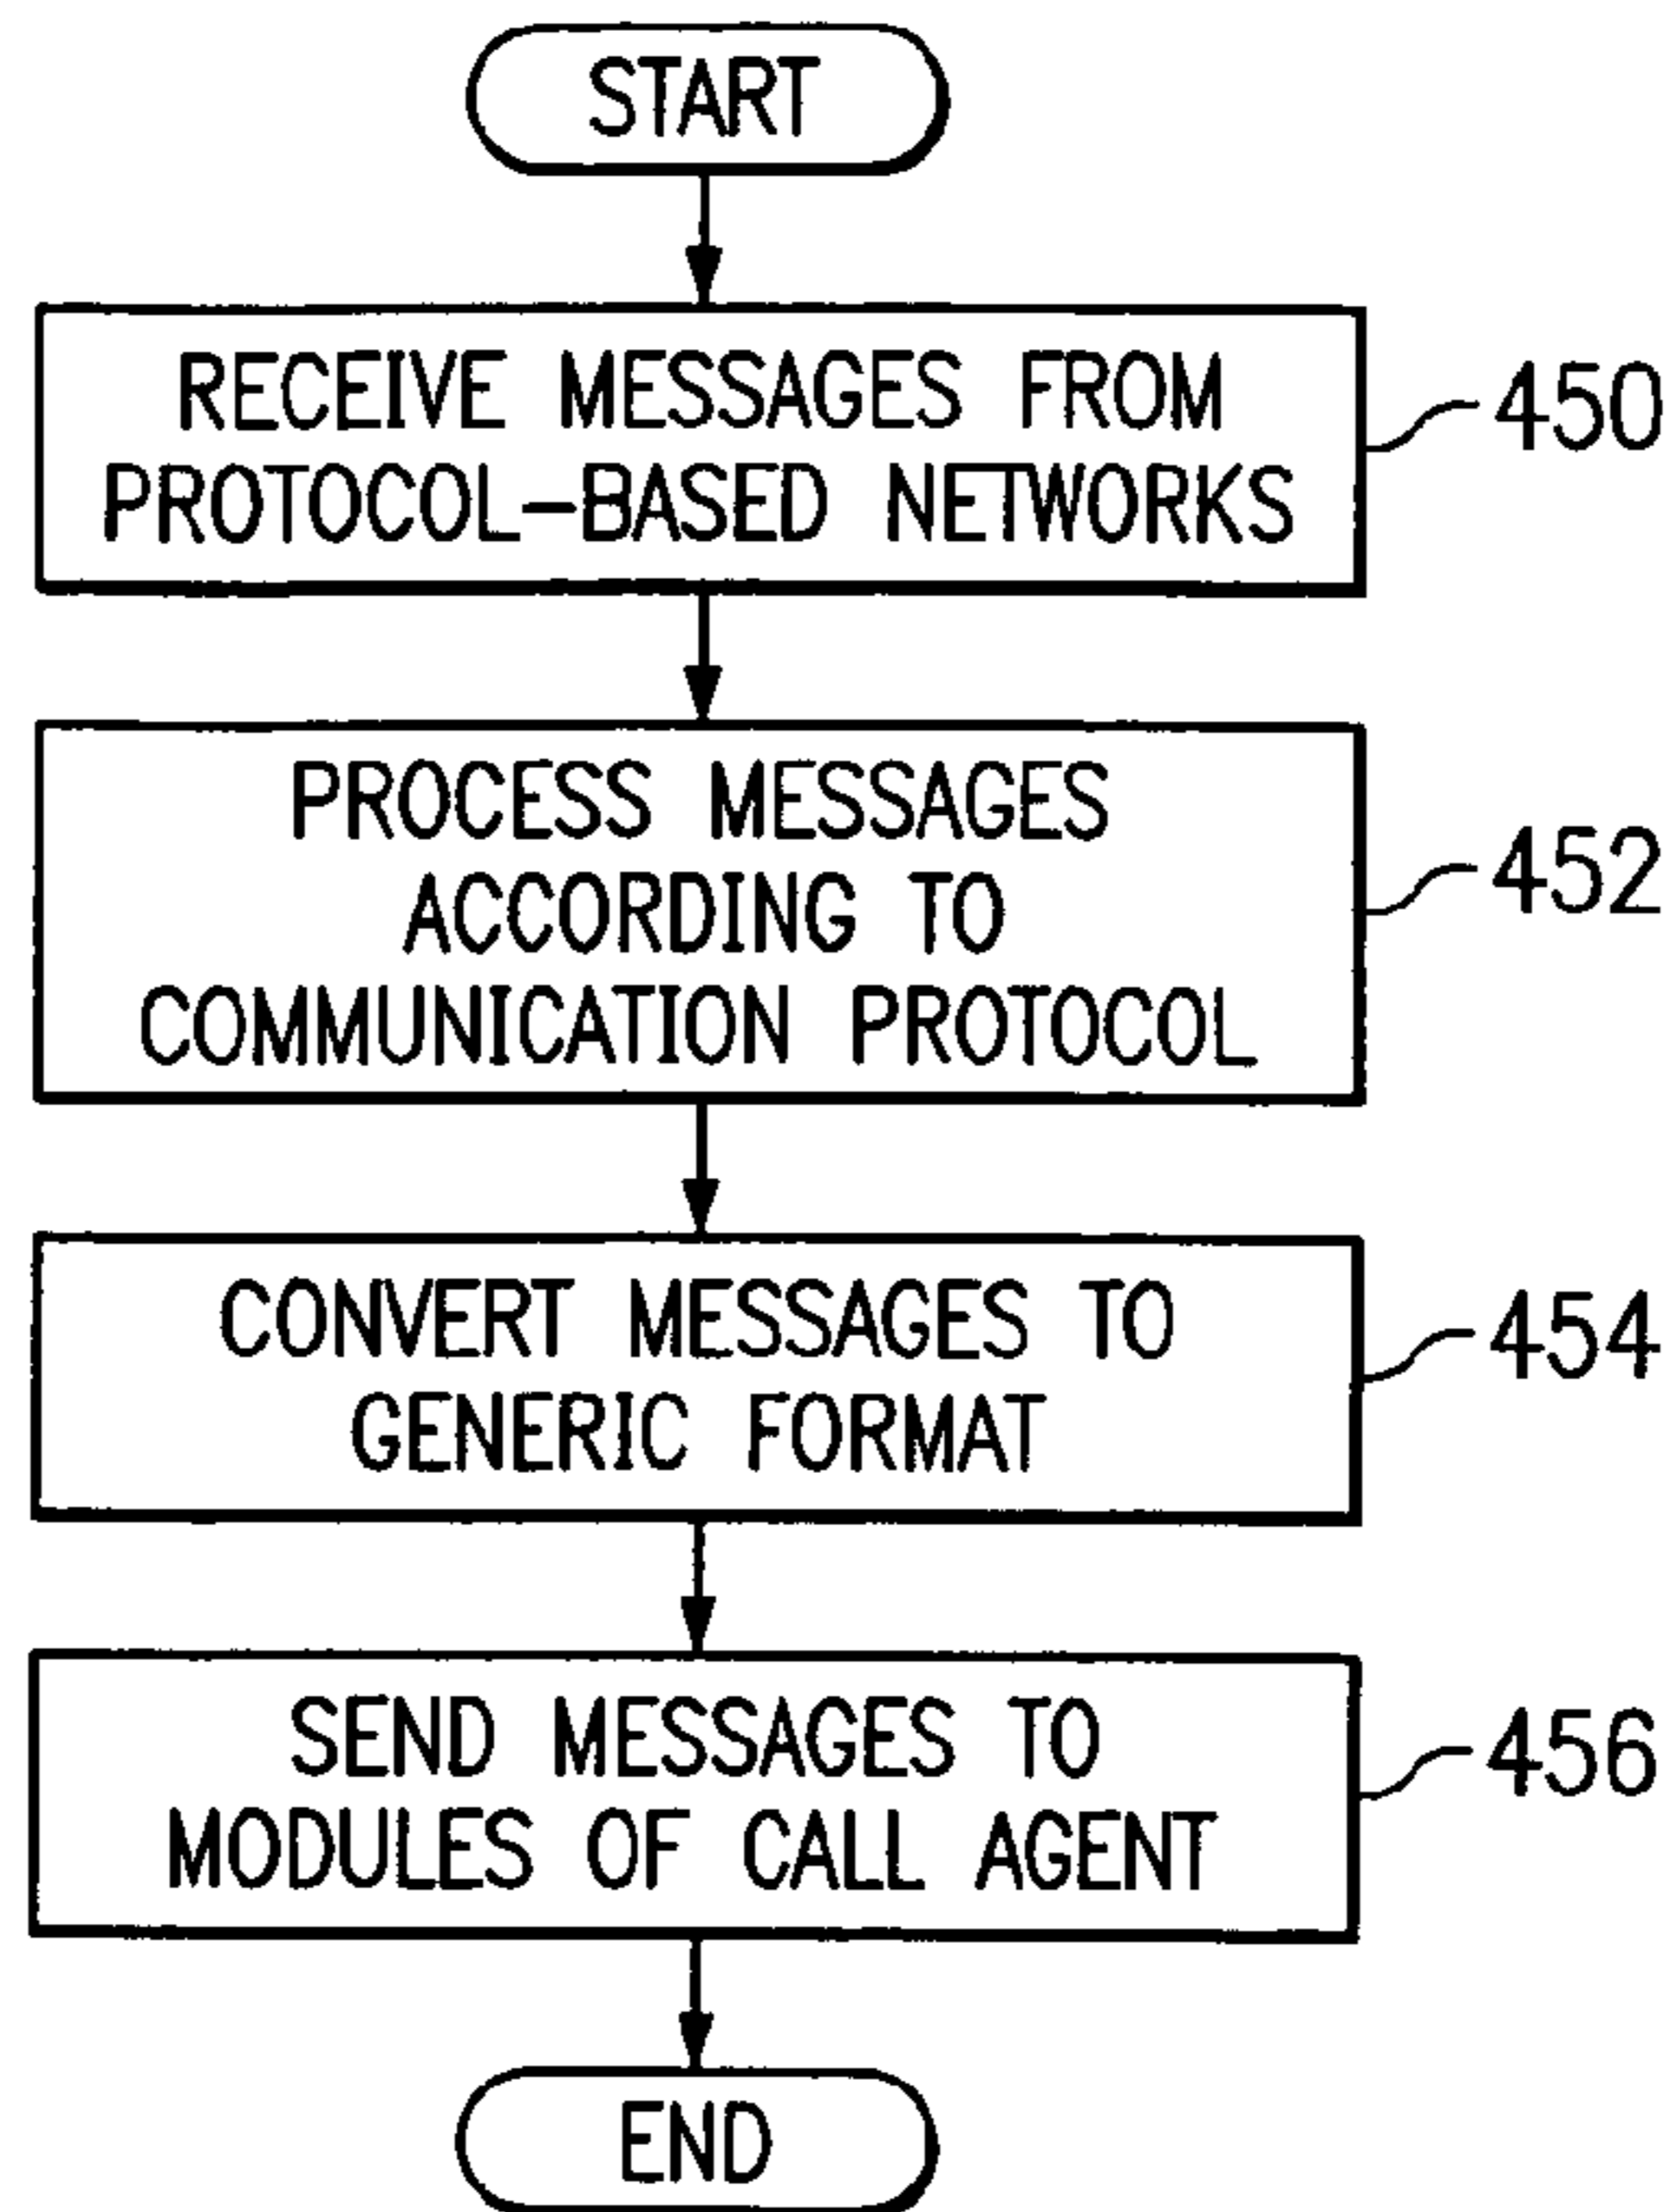 START
RECEIVE MESSAGES FROM
PROTOCOL-BASED NETWORKS
450
PROCESS MESSAGES
ACCORDING TO
COMMUNICATION PROTOCOL
452
CONVERT MESSAGES TO
GENERIC FORMAT
454
SEND MESSAGES TO
MODULES OF CALL AGENT
456
END